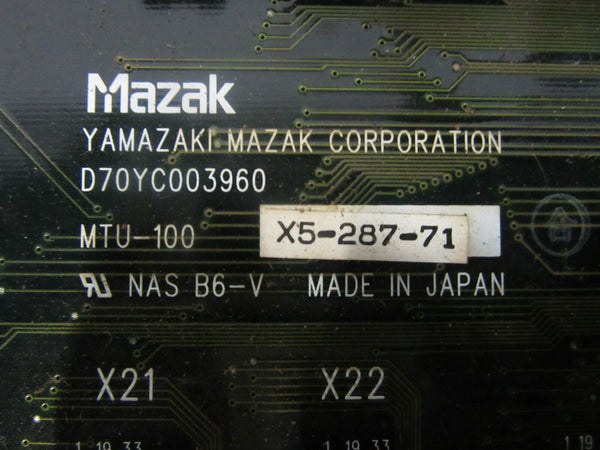 Mazak
YAMAZAKI MAZAK CORPORATION
D70YC003960
MTU-100 X5-287-71
NAS B6-V MADE IN JAPAN
X21 X22
1 19 33 1 19 33 1 19